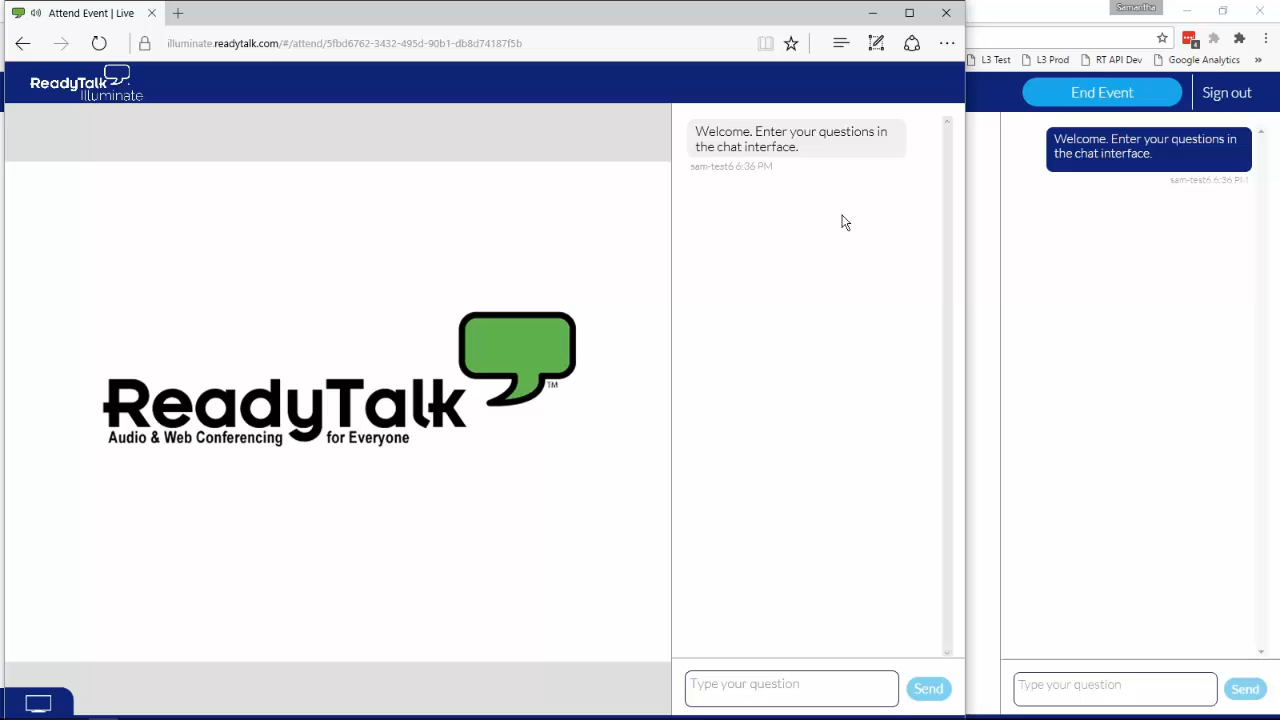 Attend Event | Live
illuminate.readytalk.com/#/attend/5fbd6762-3432-495d-90b1-db8d74187f5b
ReadyTalk
Illuminate
Welcome. Enter your questions in
the chat interface.
sam-test6 6:36 PM
ReadyTalk
TM
Audio & Web Conferencing for Everyone
Type your question
Send
Samantha
4
L3 Test
L3 Prod
RT API Dev
Google Analytics
»
End Event
Sign out
Welcome. Enter your questions in
the chat interface.
sam-test6 6:36 PM
Type your question
Send